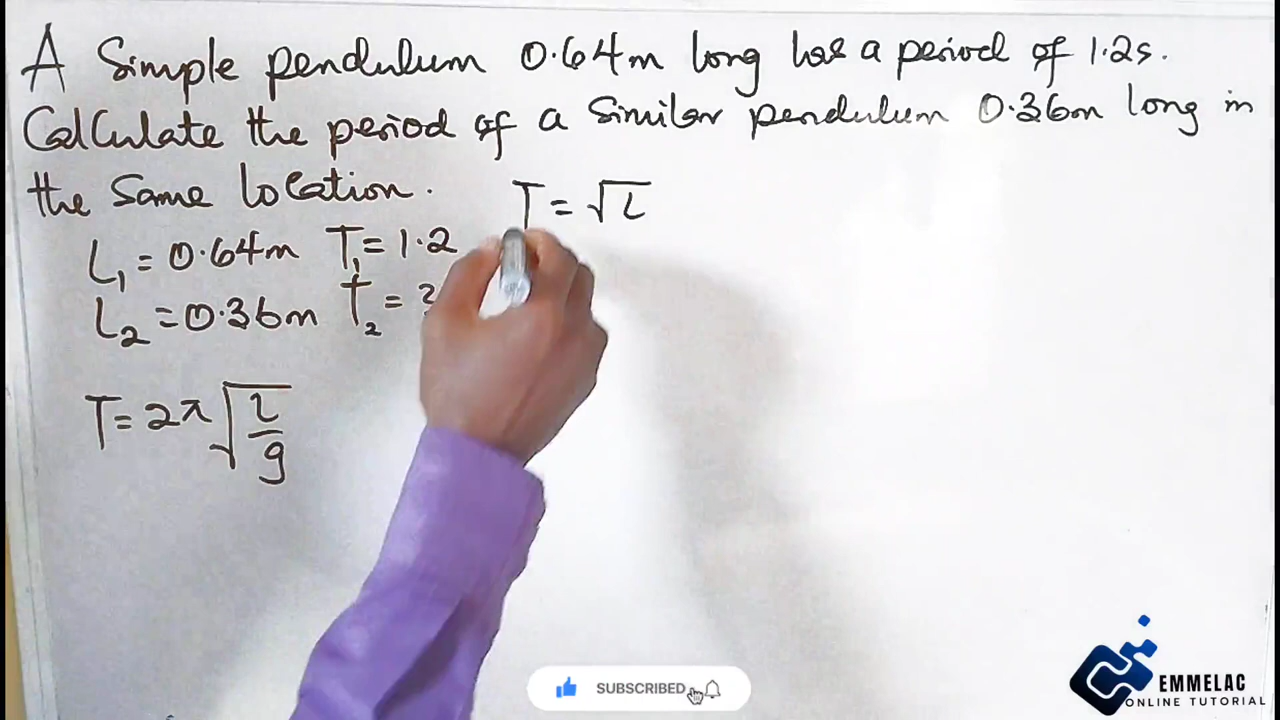 A Simple pendulum 0.64m long has a period of 1.2s.
Calculate the period of a Similar pendulum 0.36m long in
the Same location.
T = √l
L₁ = 0.64m T₁ = 1.2
L₂ = 0.36m T₂ = ?
T = 2π√l/g
SUBSCRIBED
EMMELAC
ONLINE TUTORIAL